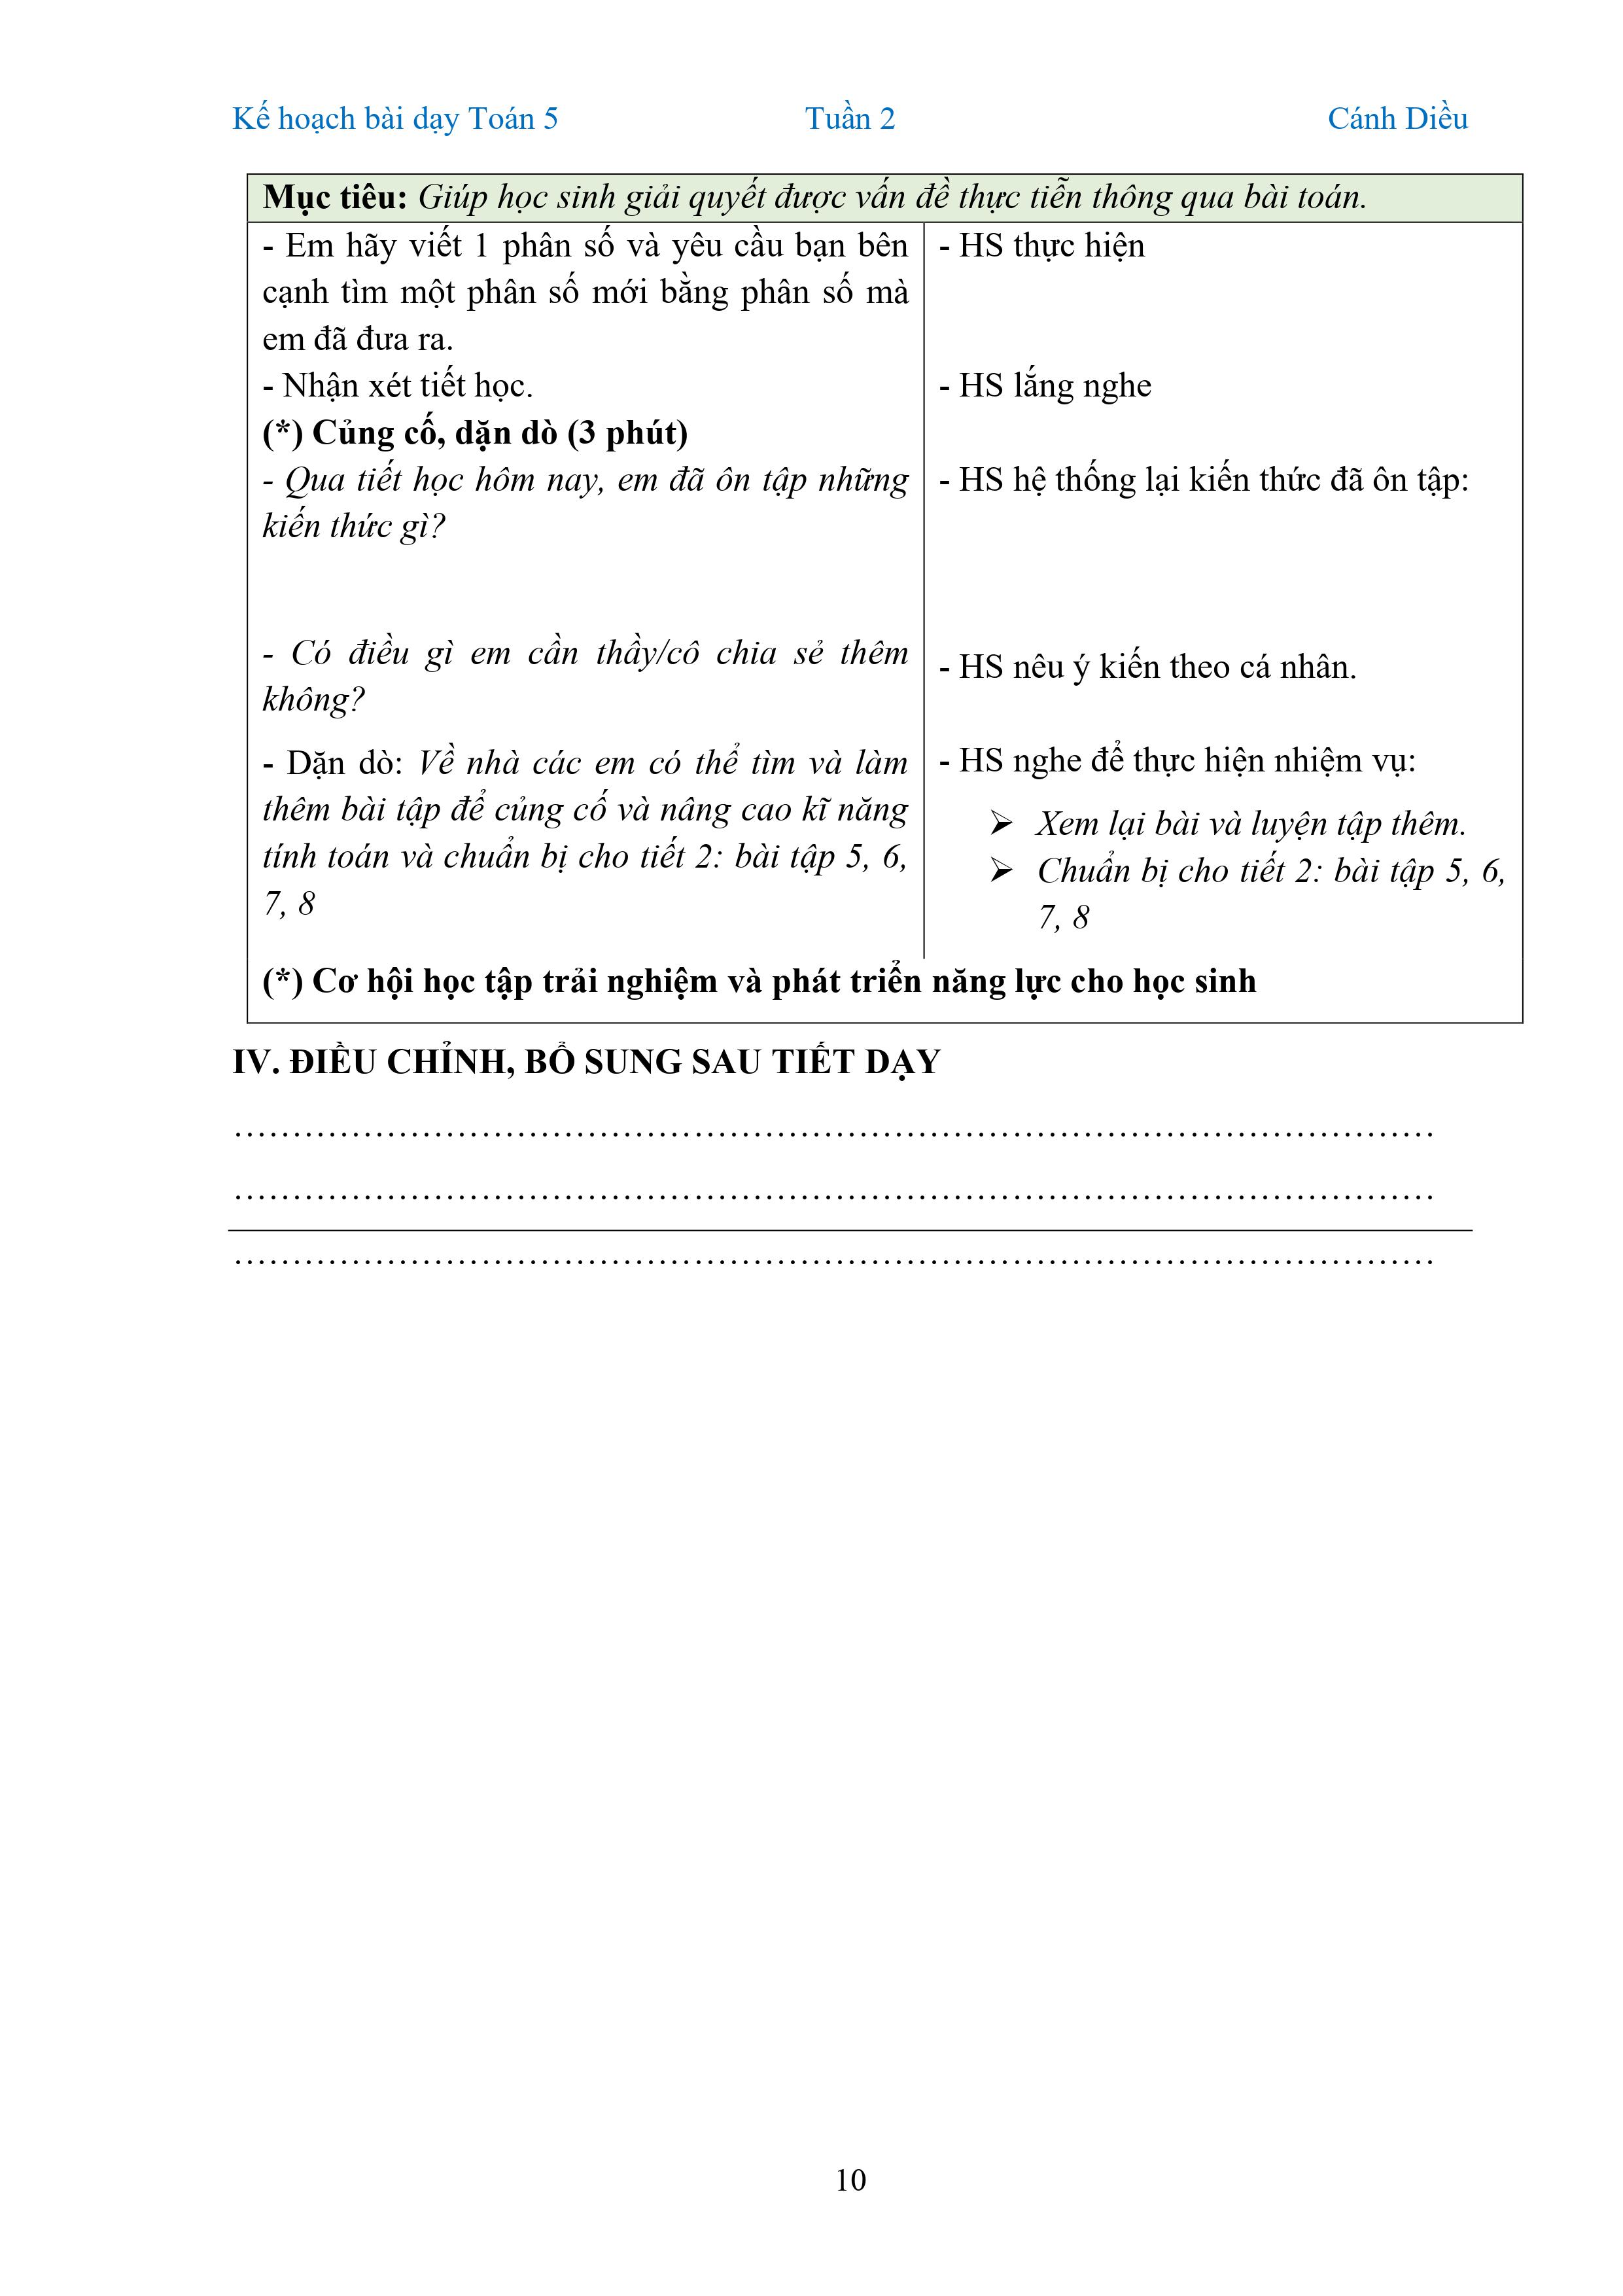 Kế hoạch bài dạy Toán 5 Tuần 2 Cánh Diều
Mục tiêu: Giúp học sinh giải quyết được vấn đề thực tiễn thông qua bài toán.
- Em hãy viết 1 phân số và yêu cầu bạn bên
cạnh tìm một phân số mới bằng phân số mà
em đã đưa ra.
- Nhận xét tiết học.
(*) Củng cố, dặn dò (3 phút)
- Qua tiết học hôm nay, em đã ôn tập những
kiến thức gì?
- Có điều gì em cần thầy/cô chia sẻ thêm
không?
- Dặn dò: Về nhà các em có thể tìm và làm
thêm bài tập để củng cố và nâng cao kĩ năng
tính toán và chuẩn bị cho tiết 2: bài tập 5, 6,
7, 8
- HS thực hiện
- HS lắng nghe
- HS hệ thống lại kiến thức đã ôn tập:
- HS nêu ý kiến theo cá nhân.
- HS nghe để thực hiện nhiệm vụ:
➢ Xem lại bài và luyện tập thêm.
➢ Chuẩn bị cho tiết 2: bài tập 5, 6,
7, 8
(*) Cơ hội học tập trải nghiệm và phát triển năng lực cho học sinh
IV. ĐIỀU CHỈNH, BỔ SUNG SAU TIẾT DẠY
…………………………………………………………………………………………
…………………………………………………………………………………………
…………………………………………………………………………………………
10